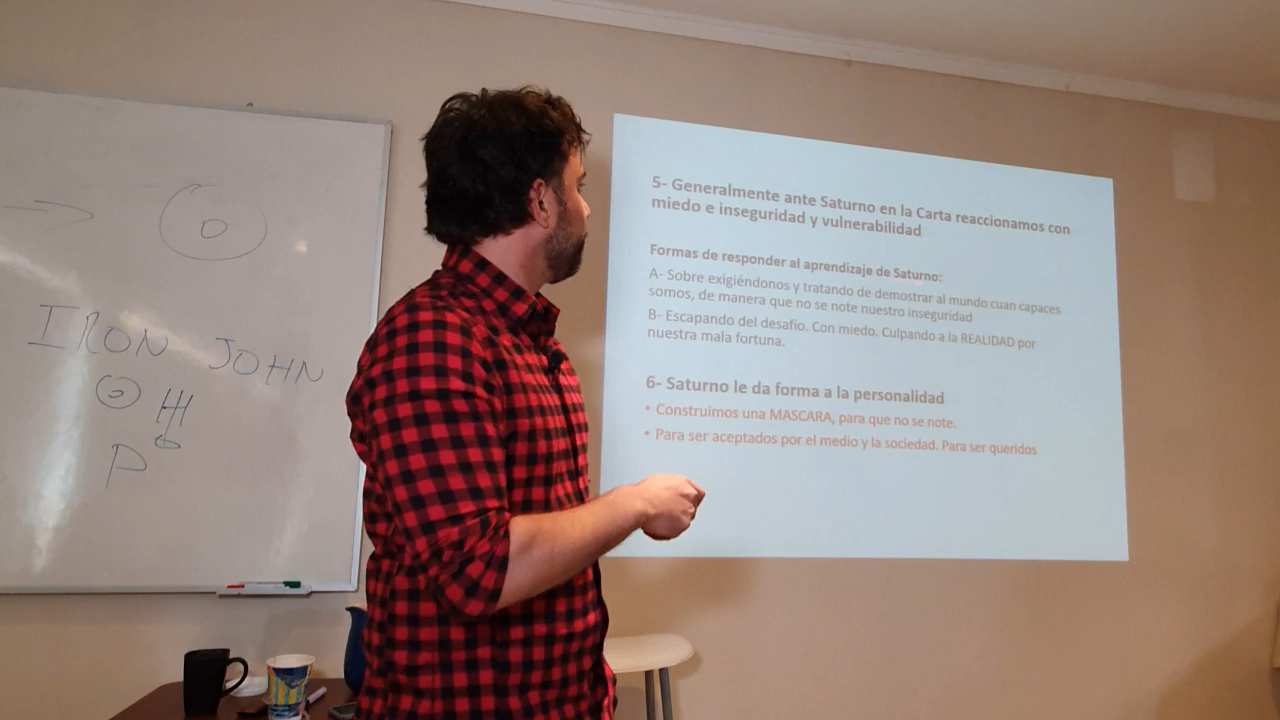 IRON JOHN
P
5- Generalmente ante Saturno en la Carta reaccionamos con
miedo e inseguridad y vulnerabilidad
Formas de responder al aprendizaje de Saturno:
A- Sobre exigiéndonos y tratando de demostrar al mundo cuan capaces
somos, de manera que no se note nuestro inseguridad
B- Escapando del desafío. Con miedo. Culpando a la REALIDAD por
nuestra mala fortuna.
6- Saturno le da forma a la personalidad
• Construimos una MASCARA, para que no se note.
• Para ser aceptados por el medio y la sociedad. Para ser queridos